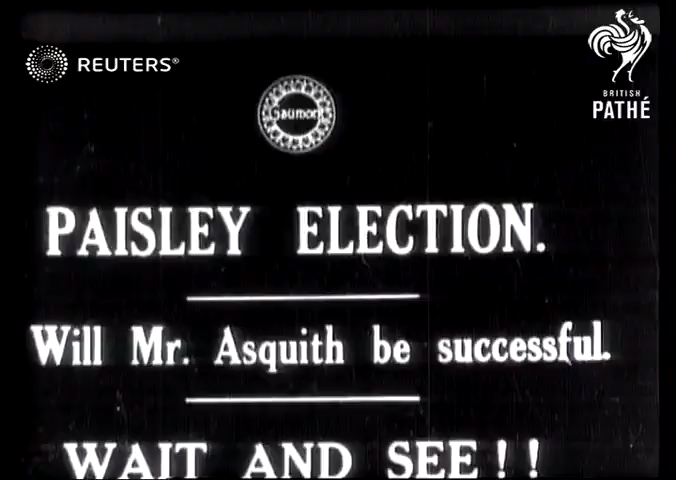 REUTERS®
BRITISH
PATHÉ
Gaumont
PAISLEY ELECTION.
Will Mr. Asquith be successful.
WAIT AND SEE!!